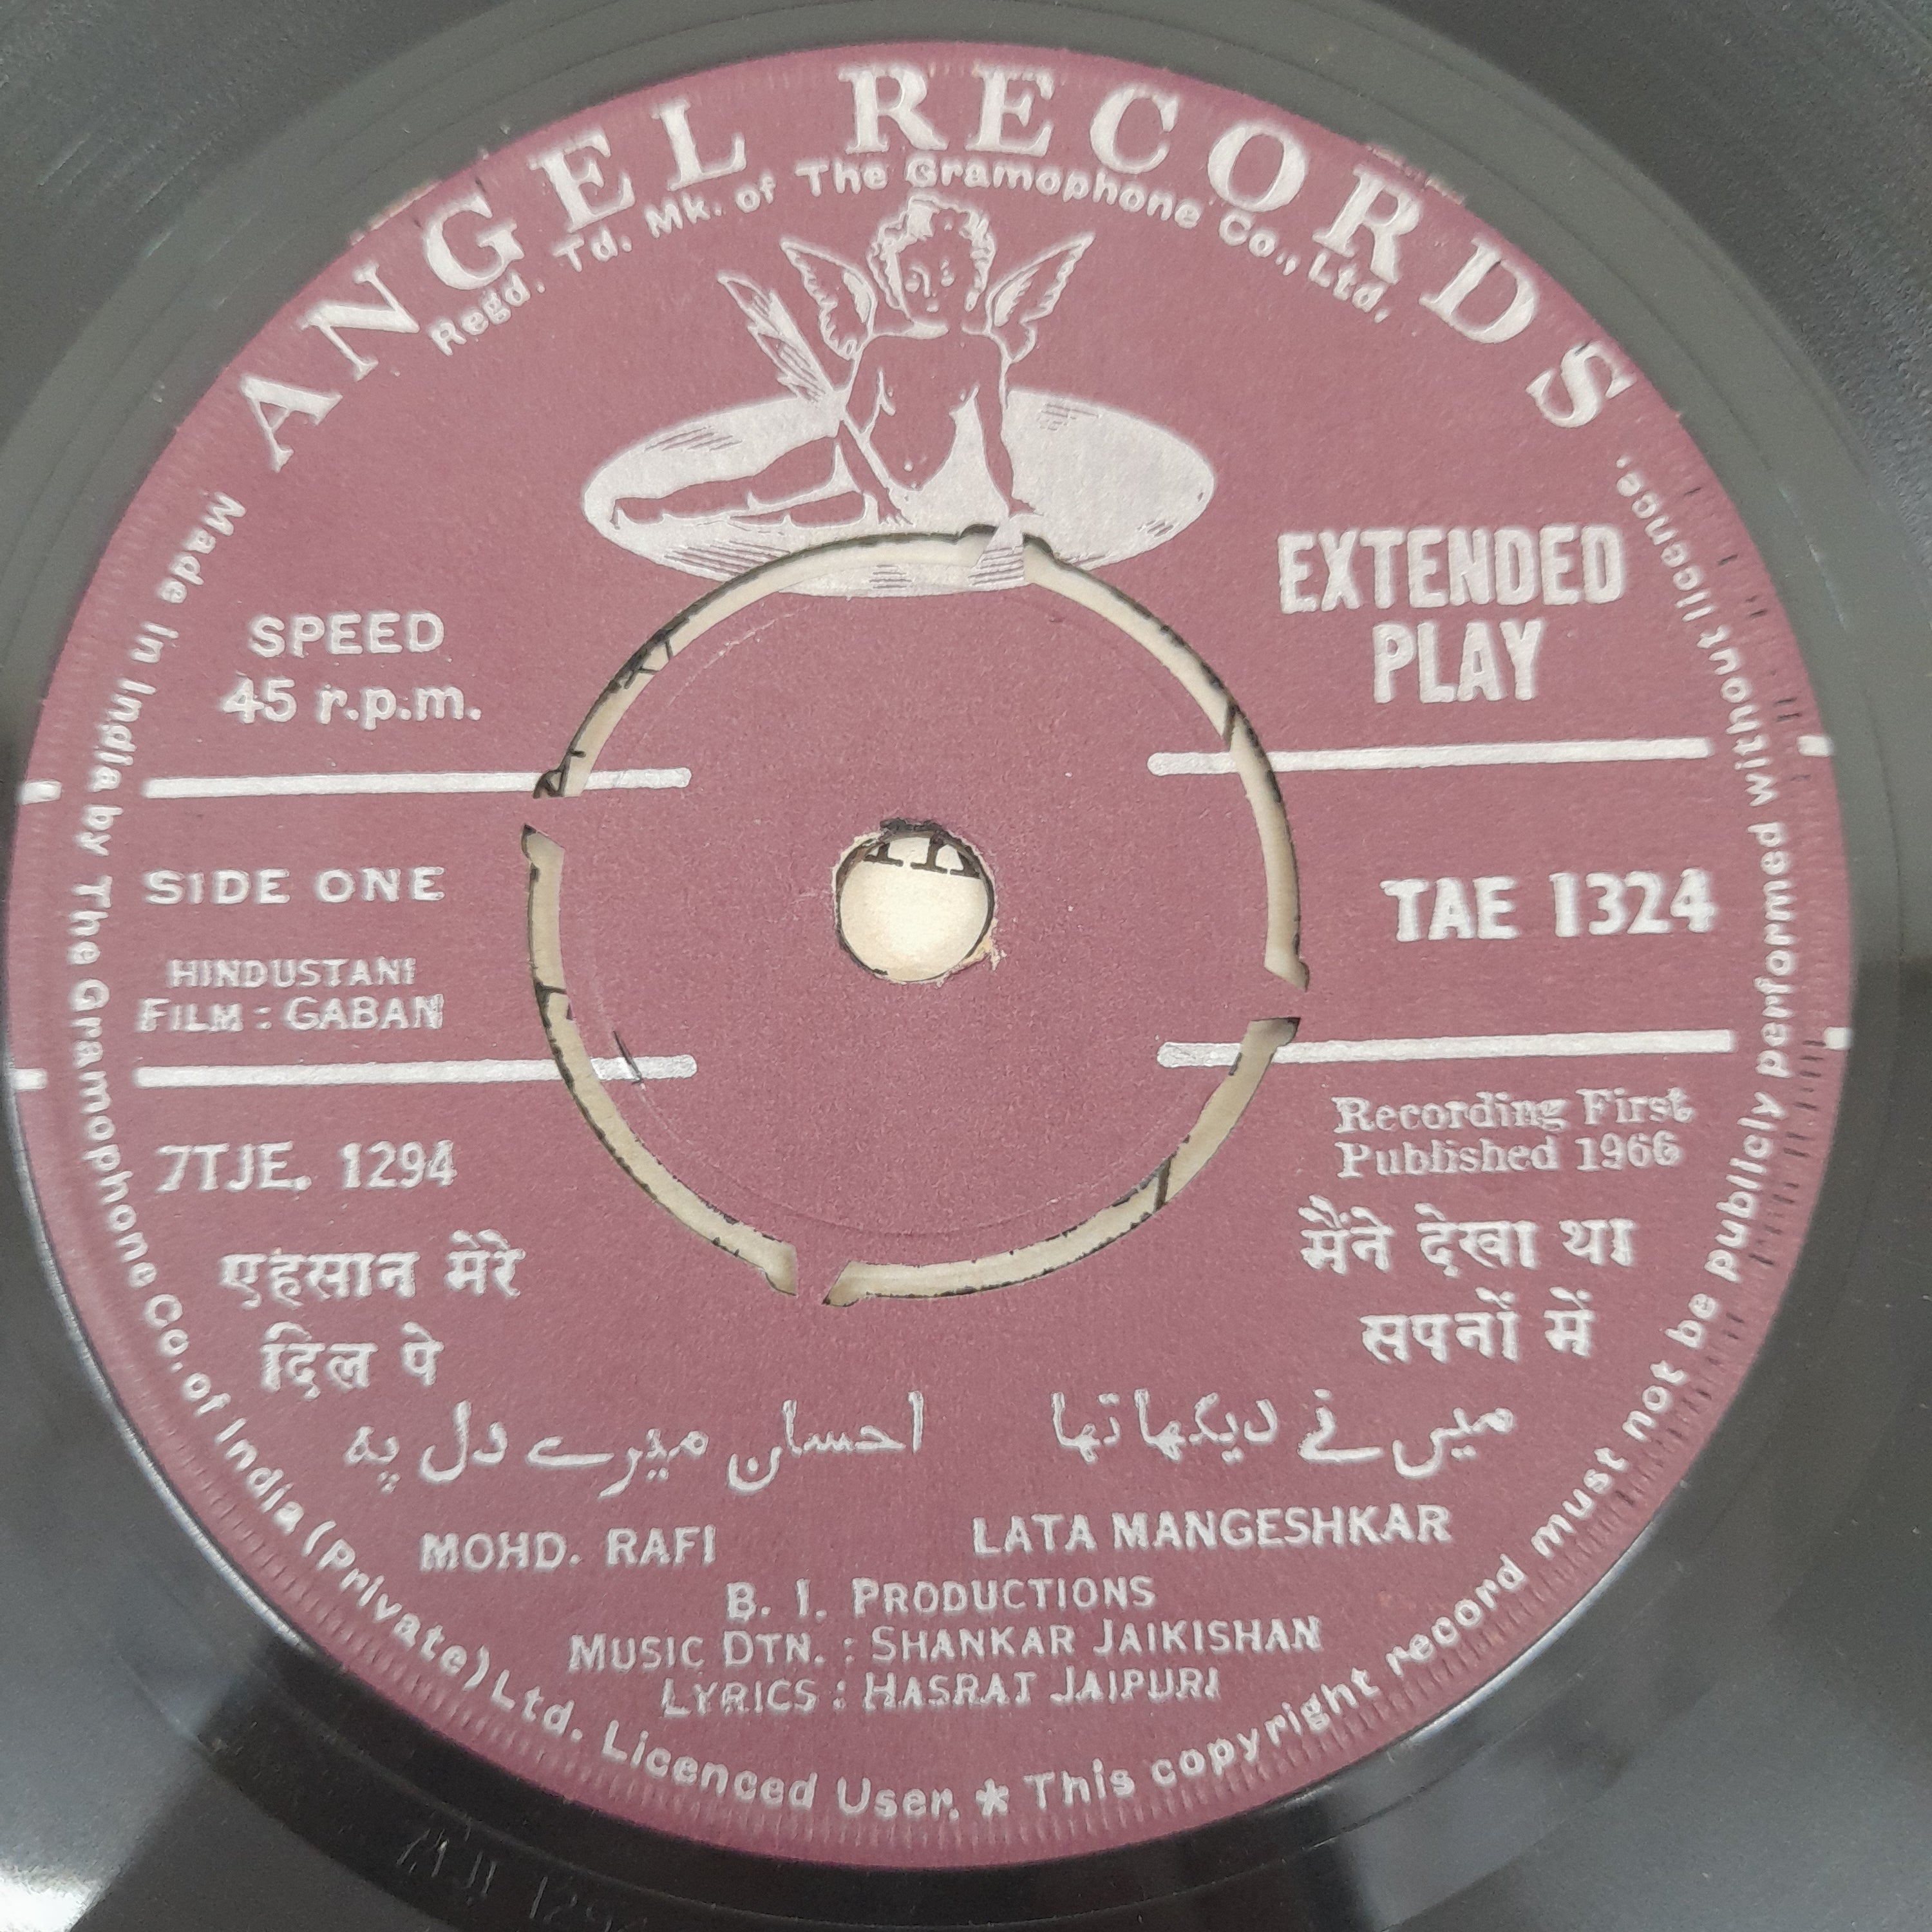 ANGEL RECORDS
Regd. Td. Mk. of The Gramophone Co., Ltd.
SPEED
45 r.p.m.
EXTENDED
PLAY
SIDE ONE
HINDUSTANI
FILM : GABAN
TAE 1324
7TJE. 1294
Recording First
Published 1966
एहसान मेरे
दिल पे
मैंने देखा था
सपनों में
احسان میرے دل پہ
میں نے دیکھا تھا
MOHD. RAFI
LATA MANGESHKAR
B. I. PRODUCTIONS
MUSIC DTN. : SHANKAR JAIKISHAN
LYRICS : HASRAT JAIPURI
Made in India by The Gramophone Co. of India (Private) Ltd. Licenced User. * This copyright record must not be publicly performed without licence.